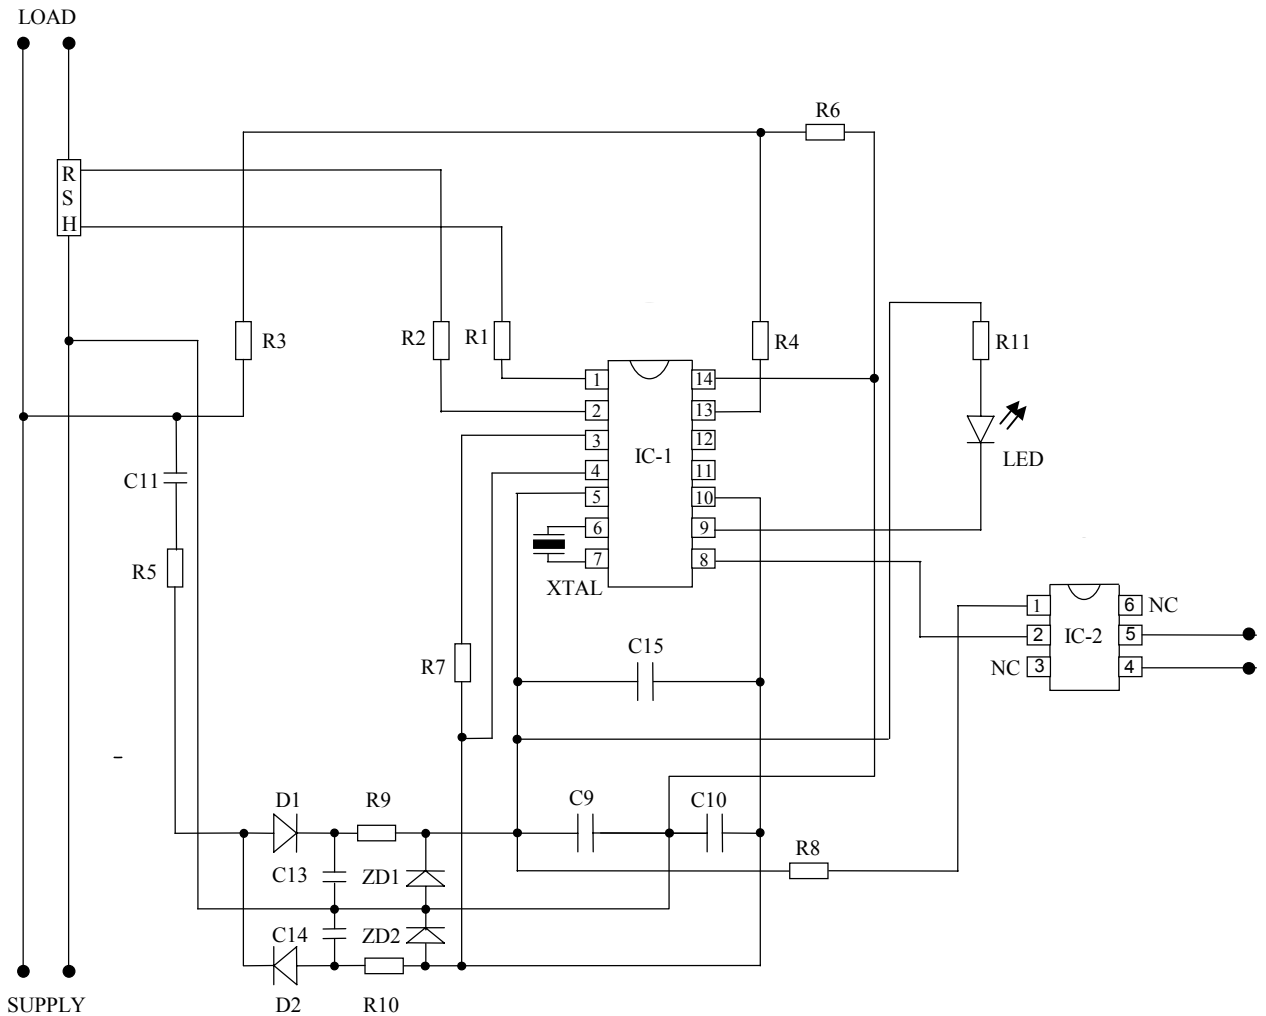 LOAD
R6
R
S
H
R3
R2
R1
R4
R11
1
14
2
13
3
12
IC-1
LED
4
11
C11
5
10
6
9
R5
7
8
XTAL
1
6
NC
2
IC-2
5
C15
R7
NC
3
4
D1
R9
C9
C10
R8
C13
ZD1
C14
ZD2
SUPPLY
D2
R10